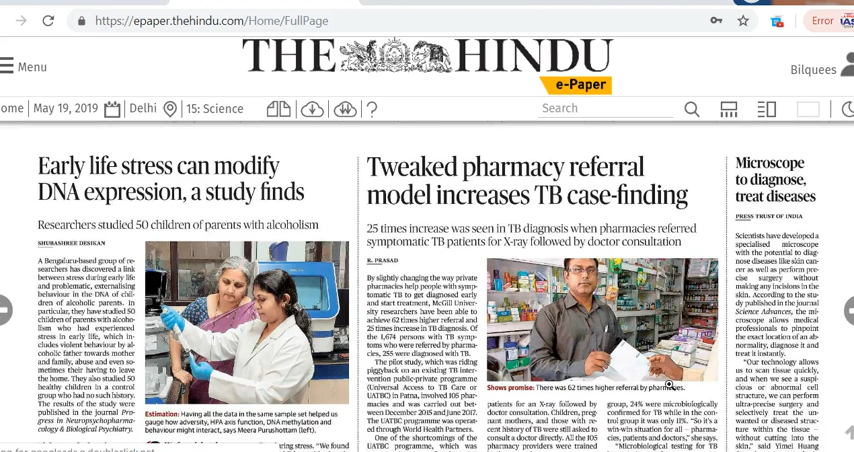 https://epaper.thehindu.com/Home/FullPage
Error
Menu
THE HINDU
e-Paper
Bilquees
ome
May 19, 2019
Delhi
15: Science
Search
Early life stress can modify
DNA expression, a study finds
Researchers studied 50 children of parents with alcoholism
SHUBASHREE DESIKAN
A Bengaluru-based group of re-
searchers has discovered a link
between stress during early life
and problematic, externalising
behaviour in the DNA of chil-
dren of alcoholic parents. In
particular, they have studied 50
children of parents with alcoho-
lism who had experienced
stress in early life, which in-
cludes violent behaviour by al-
coholic father towards mother
and family, abuse and even so-
metimes their having to leave
the home. They also studied 50
healthy children in a control
group who had no such history.
The results of the study were
published in the journal Prog-
ress in Neuropsychopharma-
cology & Biological Psychiatry.
Estimation: Having all the data in the same sample set helped us
gauge how adversity, HPA axis function, DNA methylation and
behaviour might interact, says Meera Purushottam (left).
ring stress. “We found
Tweaked pharmacy referral
model increases TB case-finding
25 times increase was seen in TB diagnosis when pharmacies referred
symptomatic TB patients for X-ray followed by doctor consultation
R. PRASAD
By slightly changing the way private
pharmacies help people with symp-
tomatic to get diagnosed early
and start treatment, McGill Univer-
sity researchers have been able to
achieve 62 times higher referral and
25 times increase in TB diagnosis. Of
the 1,674 persons with TB symp-
toms who were referred by pharma-
cies, 255 were diagnosed with TB.
The pilot study, which was riding
piggyback on an existing TB inter-
vention public-private programme
(Universal Access to TB Care or
UATBC) in Patna, involved 105 phar-
macies and was carried out bet-
ween December 2015 and June 2017.
The UATBC programme was operat-
ed through World Health Partners.
One of the shortcomings of the
UATBC programme, which was
Shows promise: There was 62 times higher referral by pharmacies.
patients for an X-ray followed by
doctor consultation. Children, preg-
nant mothers, and those with re-
cent history of TB were still asked to
consult a doctor directly. All the 105
pharmacy providers were trained
group, 24% were microbiologically
confirmed for TB while in the con-
trol group it was only 11%. “So it’s a
win-win situation for all — pharma-
cies, patients and doctors,” she says.
“Microbiological testing for TB
Microscope
to diagnose,
treat diseases
PRESS TRUST OF INDIA
Scientists have developed a
specialised microscope
with the potential to diag-
nose diseases like skin can-
cer as well as perform pre-
cise surgery without
making any incisions in the
skin. According to the stu-
dy published in the journal
Science Advances, the mi-
croscope allows medical
professionals to pinpoint
the exact location of an ab-
normality, diagnose it and
treat it instantly.
“Our technology allows
us to scan tissue quickly,
and when we see a suspi-
cious or abnormal cell
structure, we can perform
ultra-precise surgery and
selectively treat the un-
wanted or diseased struc-
ture within the tissue —
without cutting into the
skin,” said Yimei Huang